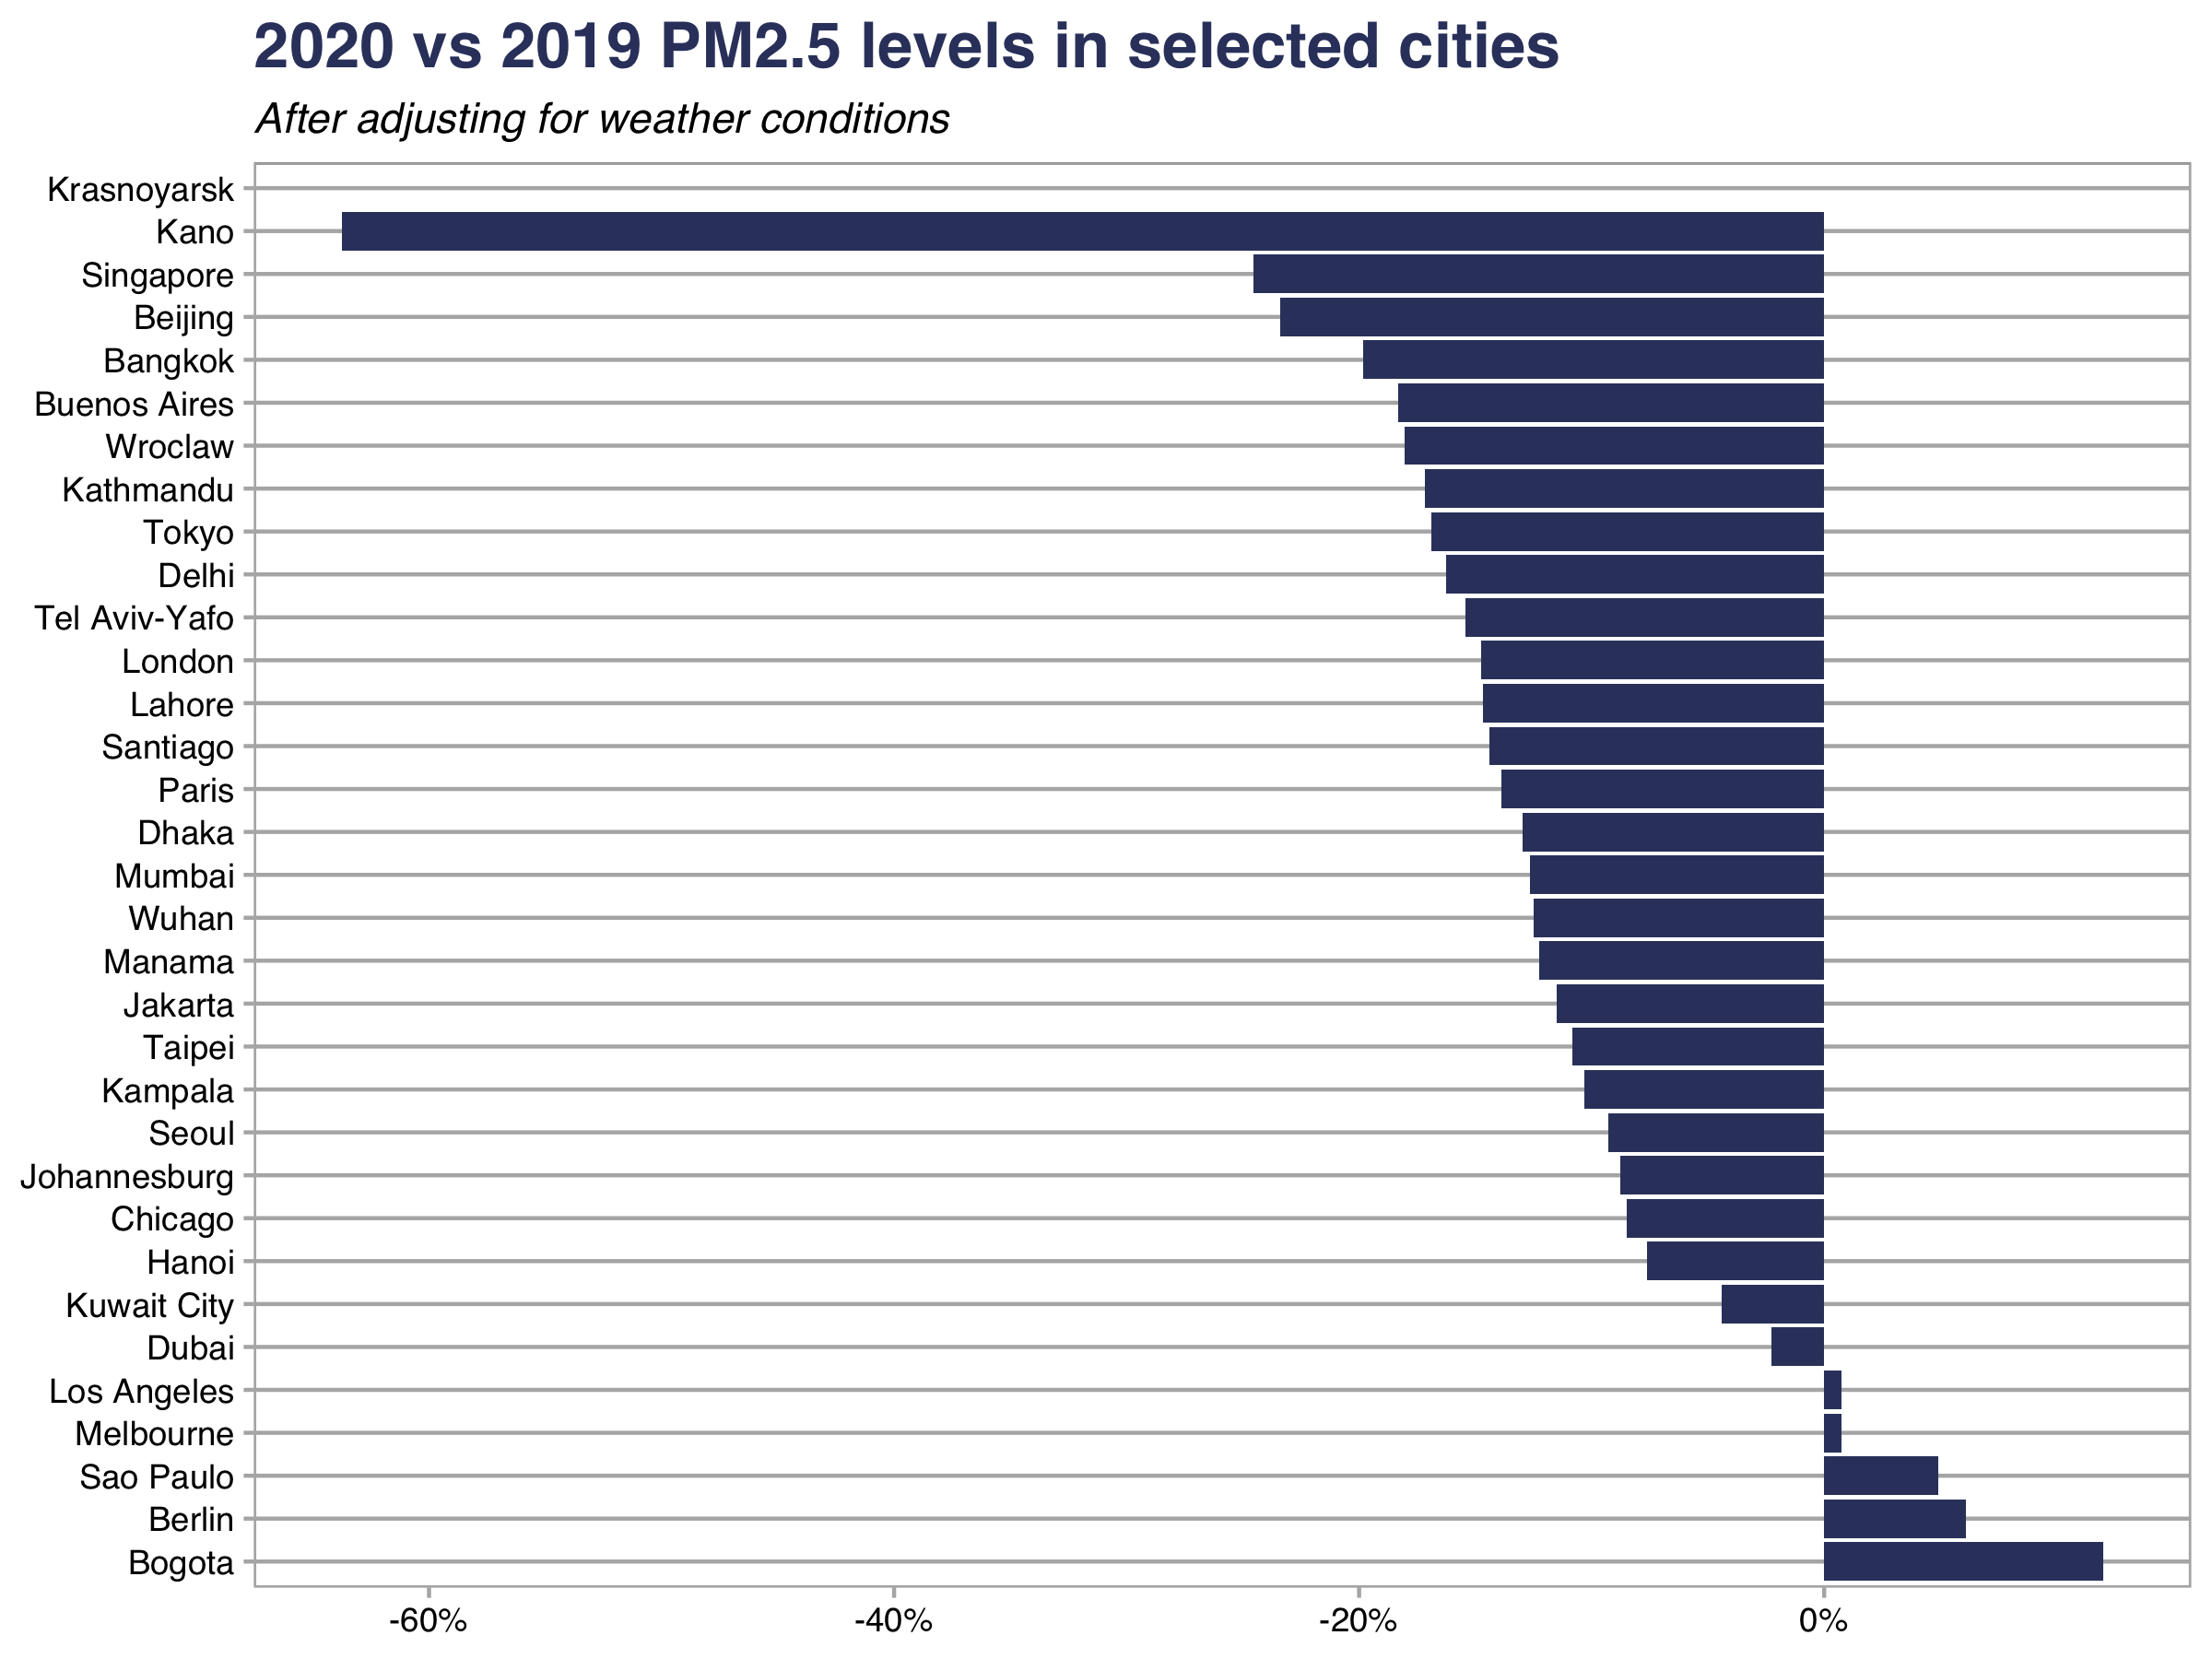 2020 vs 2019 PM2.5 levels in selected cities
After adjusting for weather conditions
Krasnoyarsk
Kano
Singapore
Beijing
Bangkok
Buenos Aires
Wroclaw
Kathmandu
Tokyo
Delhi
Tel Aviv-Yafo
London
Lahore
Santiago
Paris
Dhaka
Mumbai
Wuhan
Manama
Jakarta
Taipei
Kampala
Seoul
Johannesburg
Chicago
Hanoi
Kuwait City
Dubai
Los Angeles
Melbourne
Sao Paulo
Berlin
Bogota
-60% -40% -20% 0%